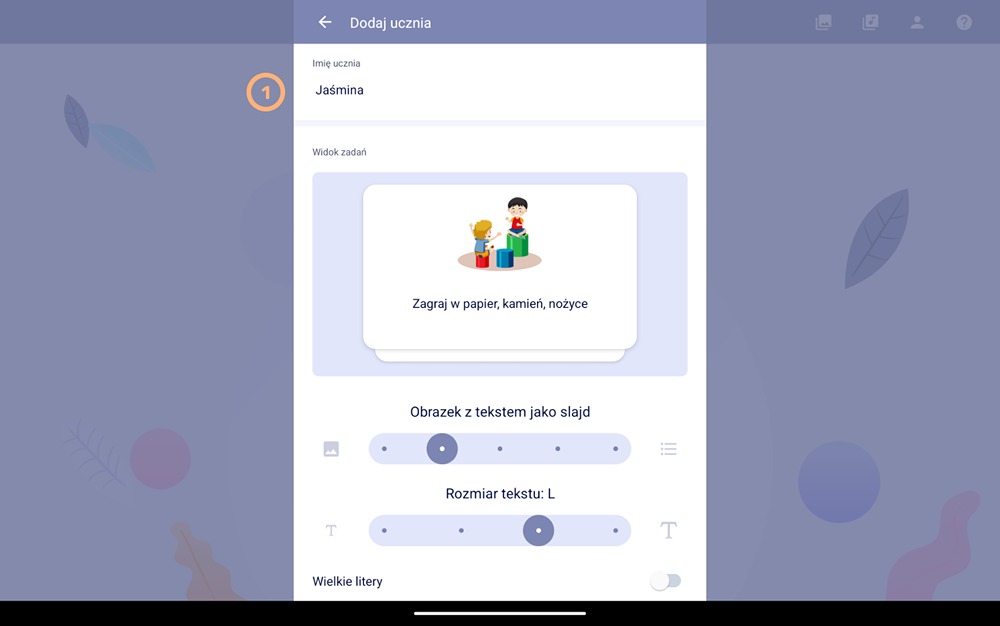 Dodaj ucznia
Imię ucznia
1
Jaśmina
Widok zadań
Zagraj w papier, kamień, nożyce
Obrazek z tekstem jako slajd
Rozmiar tekstu: L
T
T
Wielkie litery